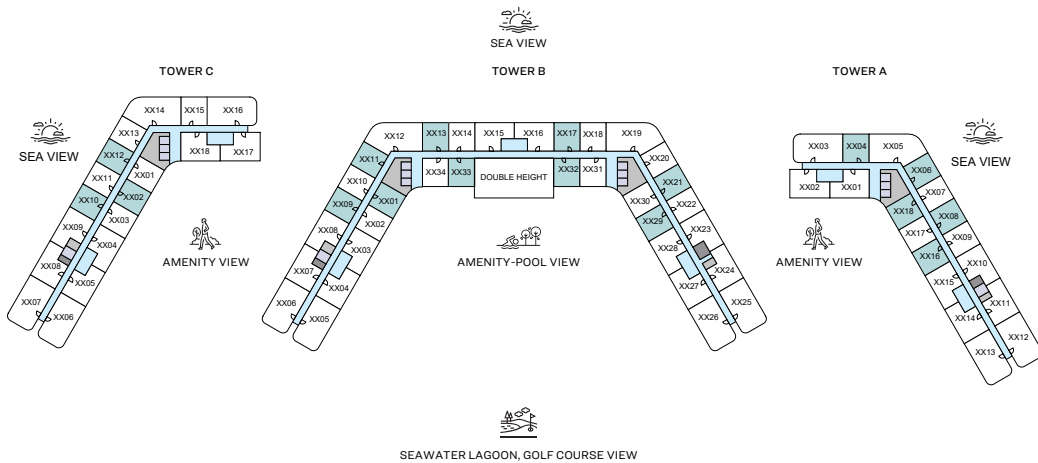 SEA VIEW
TOWER C
TOWER B
TOWER A
XX14
XX15
XX16
XX13
XX12
XX11
XX10
XX09
XX08
XX07
XX18
XX17
XX01
XX02
XX03
XX04
XX05
XX06
SEA VIEW
AMENITY VIEW
XX12
XX13
XX14
XX15
XX16
XX17
XX18
XX19
XX11
XX10
XX09
XX08
XX07
XX06
XX34
XX33
DOUBLE HEIGHT
XX32
XX31
XX01
XX02
XX03
XX04
XX05
XX20
XX21
XX22
XX23
XX24
XX25
XX30
XX29
XX28
XX27
XX26
AMENITY-POOL VIEW
XX03
XX04
XX05
XX02
XX01
XX06
XX07
XX08
XX09
XX10
XX11
XX12
XX18
XX17
XX16
XX15
XX14
XX13
SEA VIEW
AMENITY VIEW
SEAWATER LAGOON, GOLF COURSE VIEW